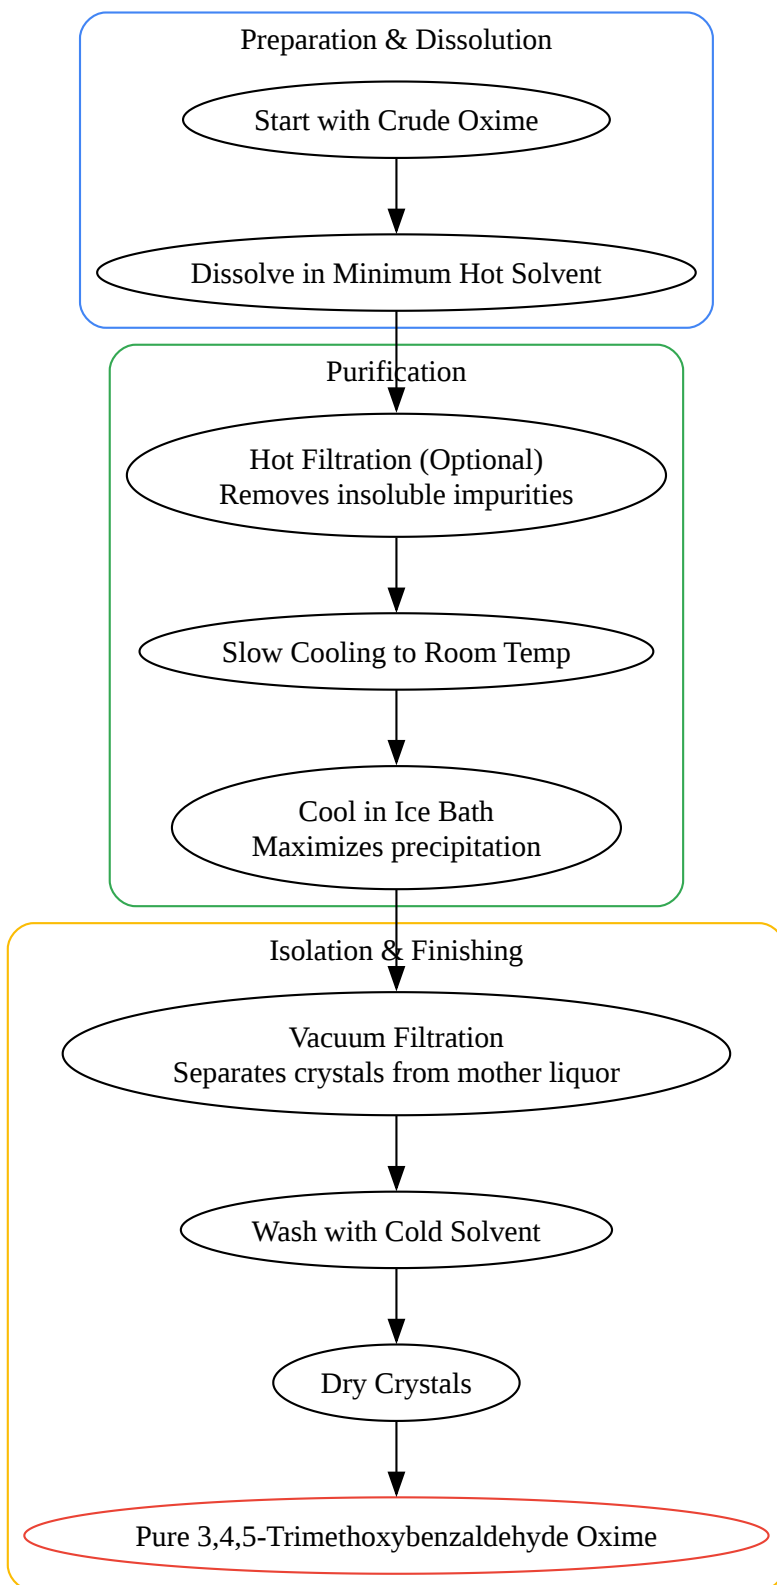 Preparation & Dissolution
Start with Crude Oxime
Dissolve in Minimum Hot Solvent
Purification
Hot Filtration (Optional)
Removes insoluble impurities
Slow Cooling to Room Temp
Cool in Ice Bath
Maximizes precipitation
Isolation & Finishing
Vacuum Filtration
Separates crystals from mother liquor
Wash with Cold Solvent
Dry Crystals
Pure 3,4,5-Trimethoxybenzaldehyde Oxime